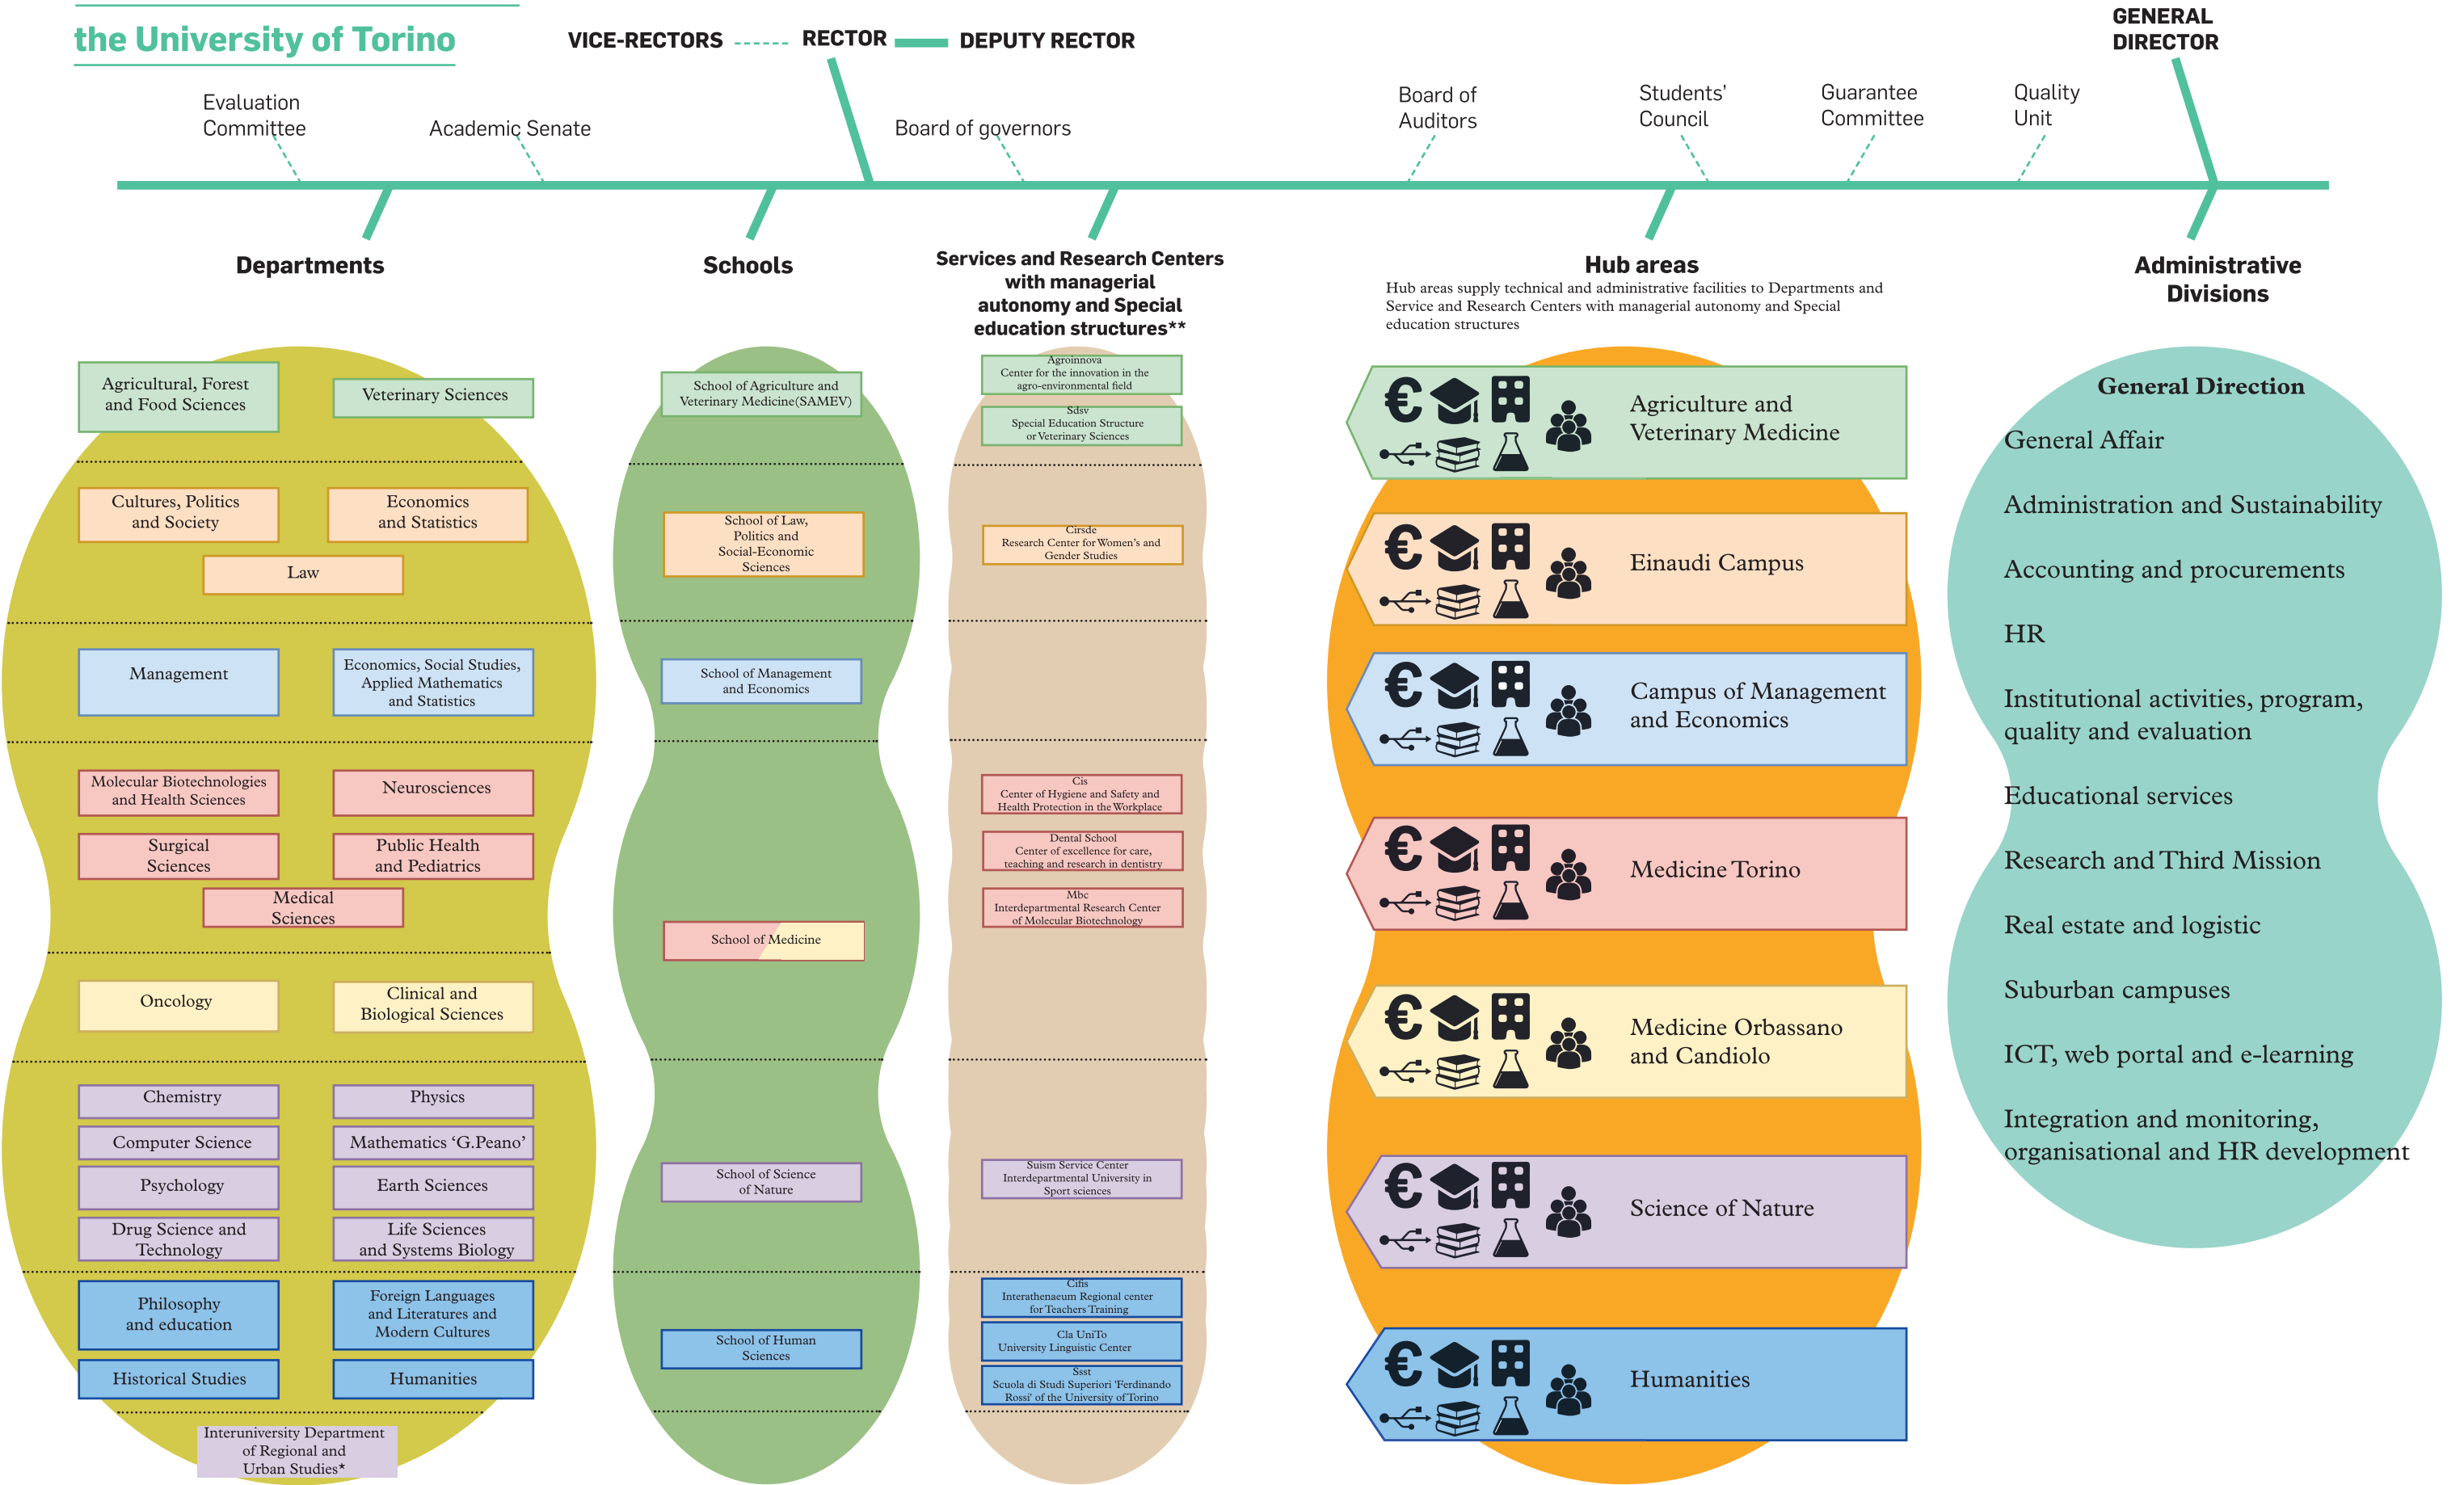 the University of Torino
VICE-RECTORS
RECTOR
DEPUTY RECTOR
GENERAL
DIRECTOR
Evaluation
Committee
Academic Senate
Board of governors
Board of
Auditors
Students’
Council
Guarantee
Committee
Quality
Unit
Departments
Agricultural, Forest
and Food Sciences
Veterinary Sciences
Cultures, Politics
and Society
Economics
and Statistics
Law
Management
Economics, Social Studies,
Applied Mathematics
and Statistics
Molecular Biotechnologies
and Health Sciences
Neurosciences
Surgical
Sciences
Public Health
and Pediatrics
Medical
Sciences
Oncology
Clinical and
Biological Sciences
Chemistry
Physics
Computer Science
Mathematics ‘G.Peano’
Psychology
Earth Sciences
Drug Science and
Technology
Life Sciences
and Systems Biology
Philosophy
and education
Foreign Languages
and Literatures and
Modern Cultures
Historical Studies
Humanities
Interuniversity Department
of Regional and
Urban Studies*
Schools
School of Agriculture and
Veterinary Medicine(SAMEV)
School of Law,
Politics and
Social-Economic
Sciences
School of Management
and Economics
School of Medicine
School of Science
of Nature
School of Human
Sciences
Services and Research Centers
with managerial
autonomy and Special
education structures**
Agroinnova
Center for the innovation in the
agro-environmental field
Sdsv
Special Education Structure
or Veterinary Sciences
Cirsde
Research Center for Women’s and
Gender Studies
Cis
Center of Hygiene and Safety and
Health Protection in the Workplace
Dental School
Center of excellence for care,
teaching and research in dentistry
Mbc
Interdepartmental Research Center
of Molecular Biotechnology
Suism Service Center
Interdepartmental University in
Sport sciences
Cifis
Interathenaeum Regional center
for Teachers Training
Cla UniTo
University Linguistic Center
Ssst
Scuola di Studi Superiori 'Ferdinando
Rossi' of the University of Torino
Hub areas
Hub areas supply technical and administrative facilities to Departments and
Service and Research Centers with managerial autonomy and Special
education structures
Agriculture and
Veterinary Medicine
Einaudi Campus
Campus of Management
and Economics
Medicine Torino
Medicine Orbassano
and Candiolo
Science of Nature
Humanities
Administrative
Divisions
General Direction
General Affair
Administration and Sustainability
Accounting and procurements
HR
Institutional activities, program,
quality and evaluation
Educational services
Research and Third Mission
Real estate and logistic
Suburban campuses
ICT, web portal and e-learning
Integration and monitoring,
organisational and HR development